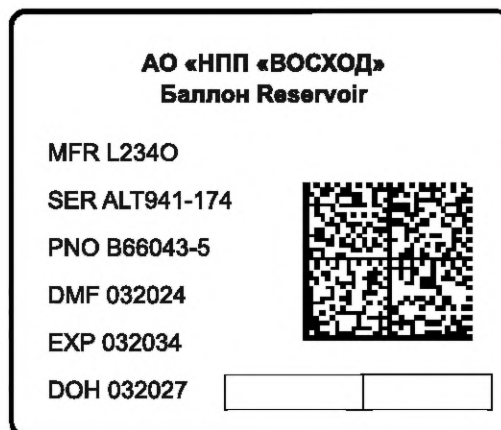 АО «НПП «ВОСХОД»
Баллон Reservoir
MFR L234O
SER ALT941-174
PNO B66043-5
DMF 032024
EXP 032034
DOH 032027